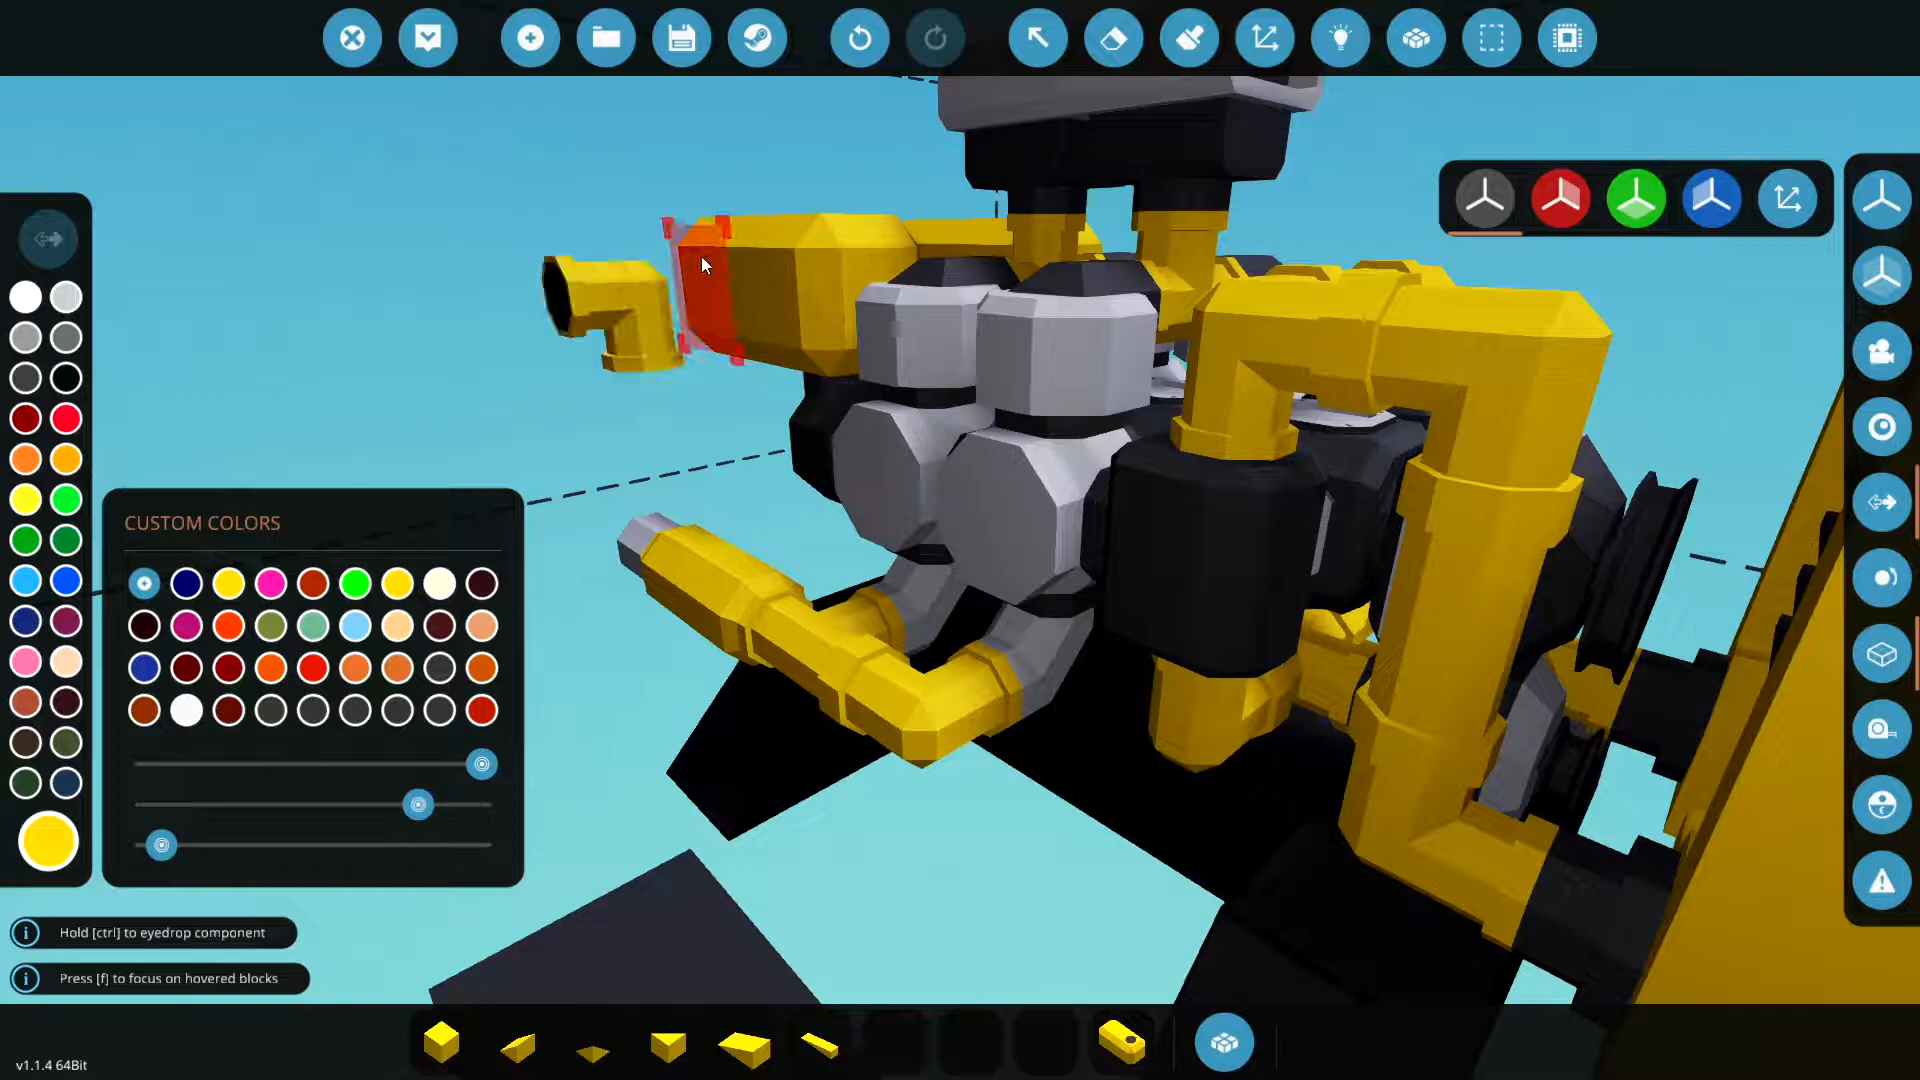 CUSTOM COLORS
Hold [ctrl] to eyedrop component
Press [f] to focus on hovered blocks
v1.1.4 64Bit